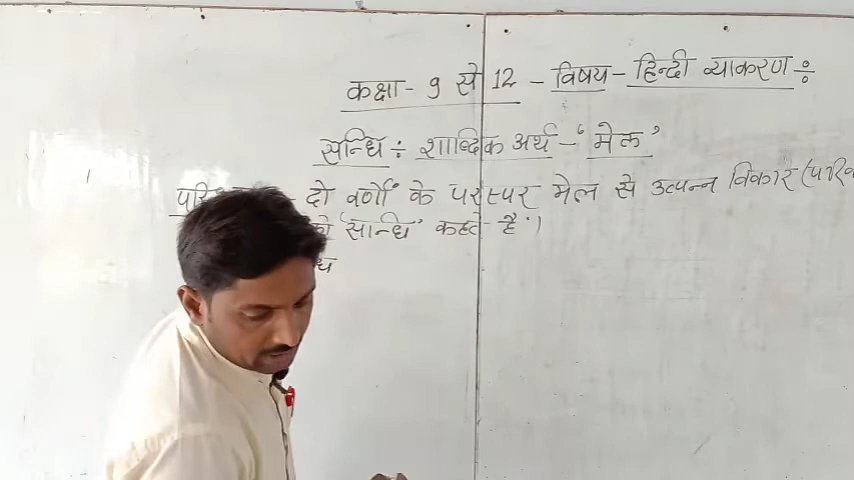 कक्षा - 9 से 12 - विषय - हिन्दी व्याकरण ÷
सन्धि ÷ शाब्दिक अर्थ - 'मेल'
दो वर्णों के परस्पर मेल से उत्पन्न विकार
को 'सन्धि' कहते हैं।